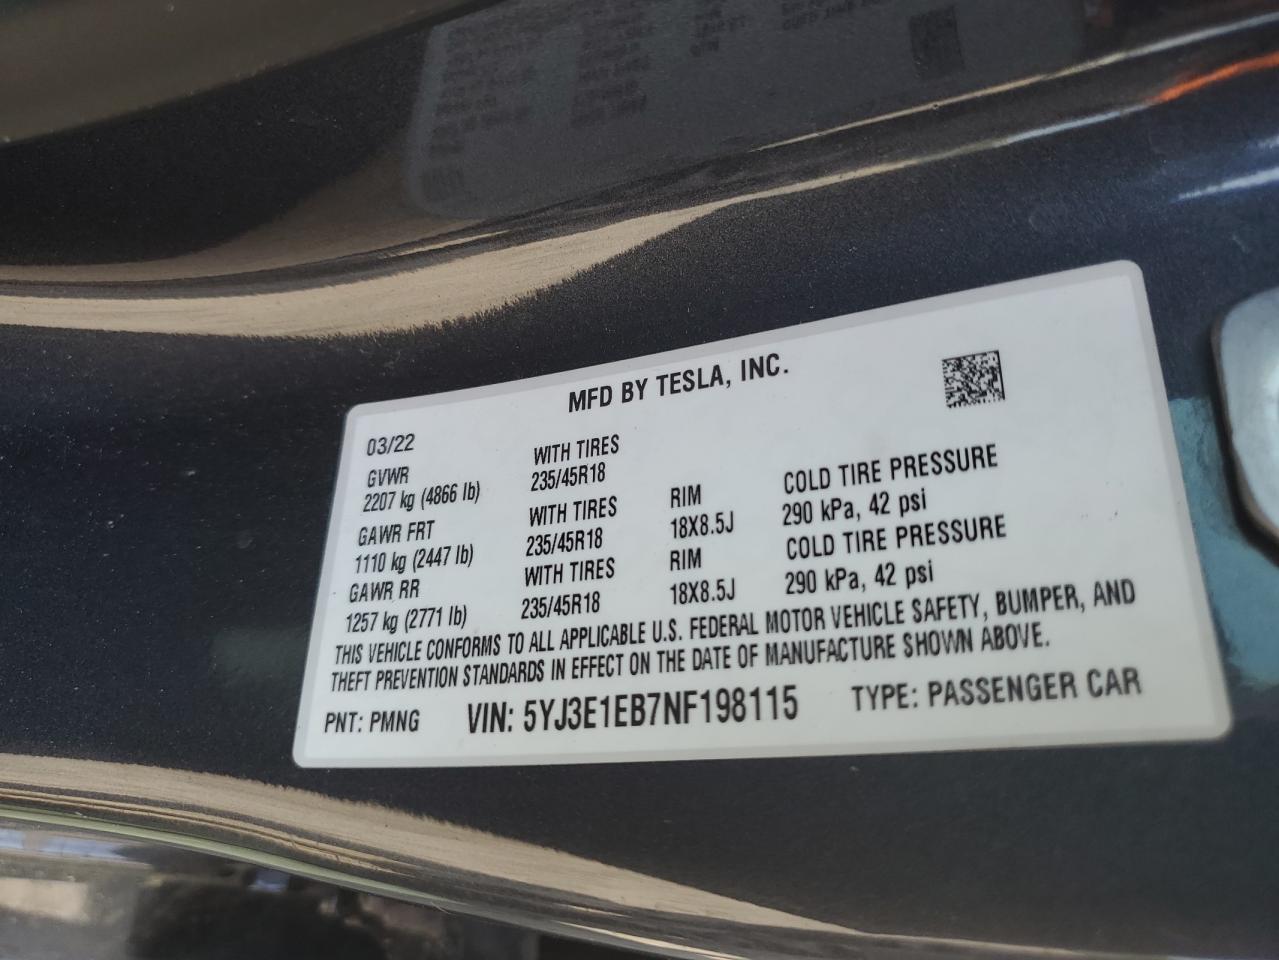 MFD BY TESLA, INC.
03/22
GVWR WITH TIRES
2207 kg (4866 lb) 235/45R18
GAWR FRT WITH TIRES RIM COLD TIRE PRESSURE
1110 kg (2447 lb) 235/45R18 18X8.5J 290 kPa, 42 psi
GAWR RR WITH TIRES RIM COLD TIRE PRESSURE
1257 kg (2771 lb) 235/45R18 18X8.5J 290 kPa, 42 psi
THIS VEHICLE CONFORMS TO ALL APPLICABLE U.S. FEDERAL MOTOR VEHICLE SAFETY, BUMPER, AND
THEFT PREVENTION STANDARDS IN EFFECT ON THE DATE OF MANUFACTURE SHOWN ABOVE.
PNT: PMNG VIN: 5YJ3E1EB7NF198115 TYPE: PASSENGER CAR